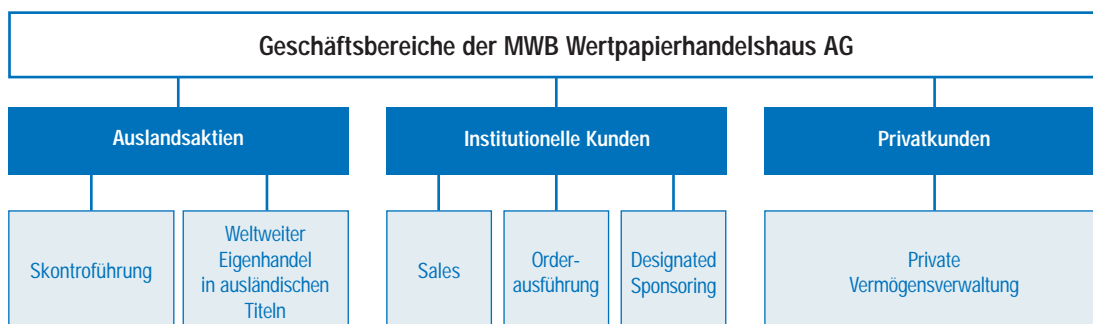 Geschäftsbereiche der MWB Wertpapierhandelshaus AG
Auslandsaktien
Institutionelle Kunden
Privatkunden
Skontroführung
Weltweiter
Eigenhandel
in ausländischen
Titeln
Sales
Order-
ausführung
Designated
Sponsoring
Private
Vermögensverwaltung